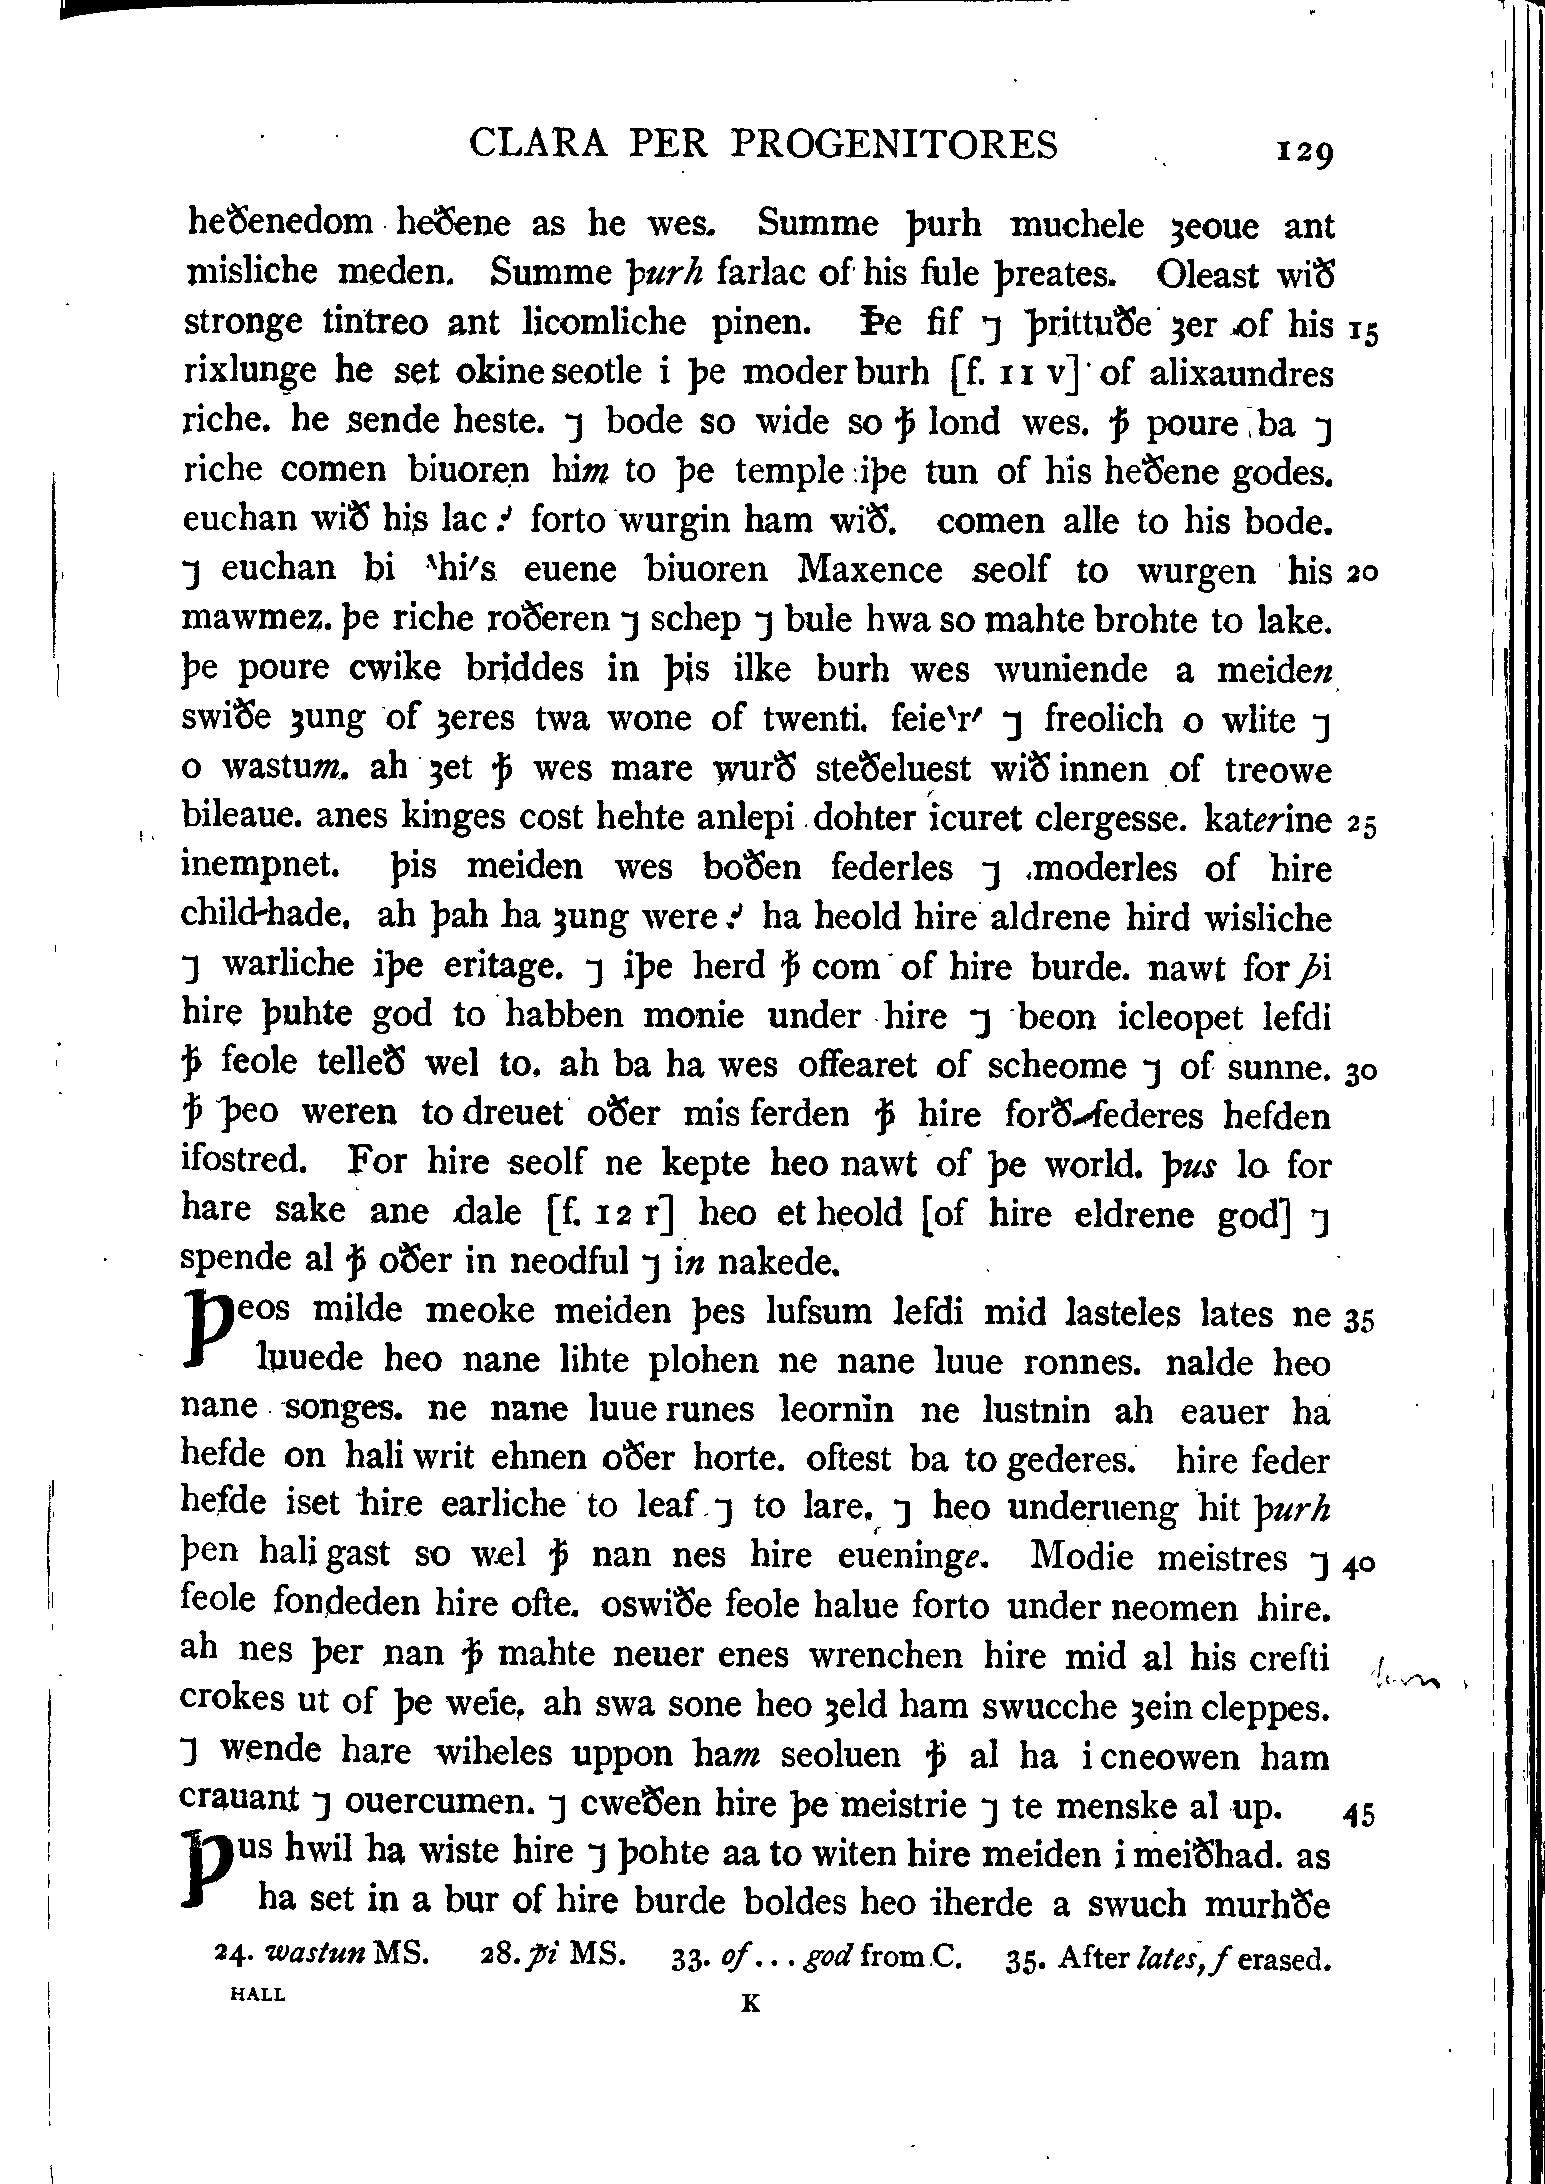 CLARA PER PROGENITORES 129
heðenedom heðene as he wes. Summe þurh muchele ȝeoue ant
misliche meden. Summe þurh farlac of his fule þreates. Oleast wið
stronge tintreo ant licomliche pinen. Þe fif ⁊ þrittuðe ȝer of his 15
rixlunge he set okine seotle i þe moder burh [f. 11 v] of alixaundres
riche. he sende heste. ⁊ bode so wide so ꝥ lond wes. ꝥ poure ba ⁊
riche comen biuoren him to þe temple iþe tun of his heðene godes.
euchan wið his lac ⁏ forto wurgin ham wið. comen alle to his bode.
⁊ euchan bi `hi´s euene biuoren Maxence seolf to wurgen his 20
mawmez. þe riche roðeren ⁊ schep ⁊ bule hwa so mahte brohte to lake.
þe poure cwike briddes in þis ilke burh wes wuniende a meiden
swiðe ȝung of ȝeres twa wone of twenti. feie`r´ ⁊ freolich o wlite ⁊
o wastum. ah ȝet ꝥ wes mare wurð steðeluest wið innen of treowe
bileaue. anes kinges cost hehte anlepi dohter icuret clergesse. katerine 25
inempnet. þis meiden wes boðen federles ⁊ moderles of hire
child-hade. ah þah ha ȝung were ⁏ ha heold hire aldrene hird wisliche
⁊ warliche iþe eritage. ⁊ iþe herd ꝥ com of hire burde. nawt for þi
hire þuhte god to habben monie under hire ⁊ beon icleopet lefdi
ꝥ feole telleð wel to. ah ba ha wes offearet of scheome ⁊ of sunne. 30
ꝥ þeo weren to dreuet oðer mis ferden ꝥ hire forð-federes hefden
ifostred. For hire seolf ne kepte heo nawt of þe world. þus lo for
hare sake ane dale [f. 12 r] heo et heold [of hire eldrene god] ⁊
spende al ꝥ oðer in neodful ⁊ in nakede.
Þeos milde meoke meiden þes lufsum lefdi mid lasteles lates ne 35
luuede heo nane lihte plohen ne nane luue ronnes. nalde heo
nane songes. ne nane luue runes leornin ne lustnin ah eauer ha
hefde on hali writ ehnen oðer horte. oftest ba to gederes. hire feder
hefde iset hire earliche to leaf ⁊ to lare. ⁊ heo underueng hit þurh
þen hali gast so wel ꝥ nan nes hire eueninge. Modie meistres ⁊ 40
feole fondeden hire ofte. oswiðe feole halue forto under neomen hire.
ah nes þer nan ꝥ mahte neuer enes wrenchen hire mid al his crefti
crokes ut of þe weie. ah swa sone heo ȝeld ham swucche ȝein cleppes.
⁊ wende hare wiheles uppon ham seoluen ꝥ al ha i cneowen ham
crauant ⁊ ouercumen. ⁊ cweðen hire þe meistrie ⁊ te menske al up. 45
Þus hwil ha wiste hire ⁊ þohte aa to witen hire meiden i meiðhad. as
ha set in a bur of hire burde boldes heo iherde a swuch murhðe
24. wastun MS. 28. þi MS. 33. of . . . god from C. 35. After lates, f erased.
HALL K